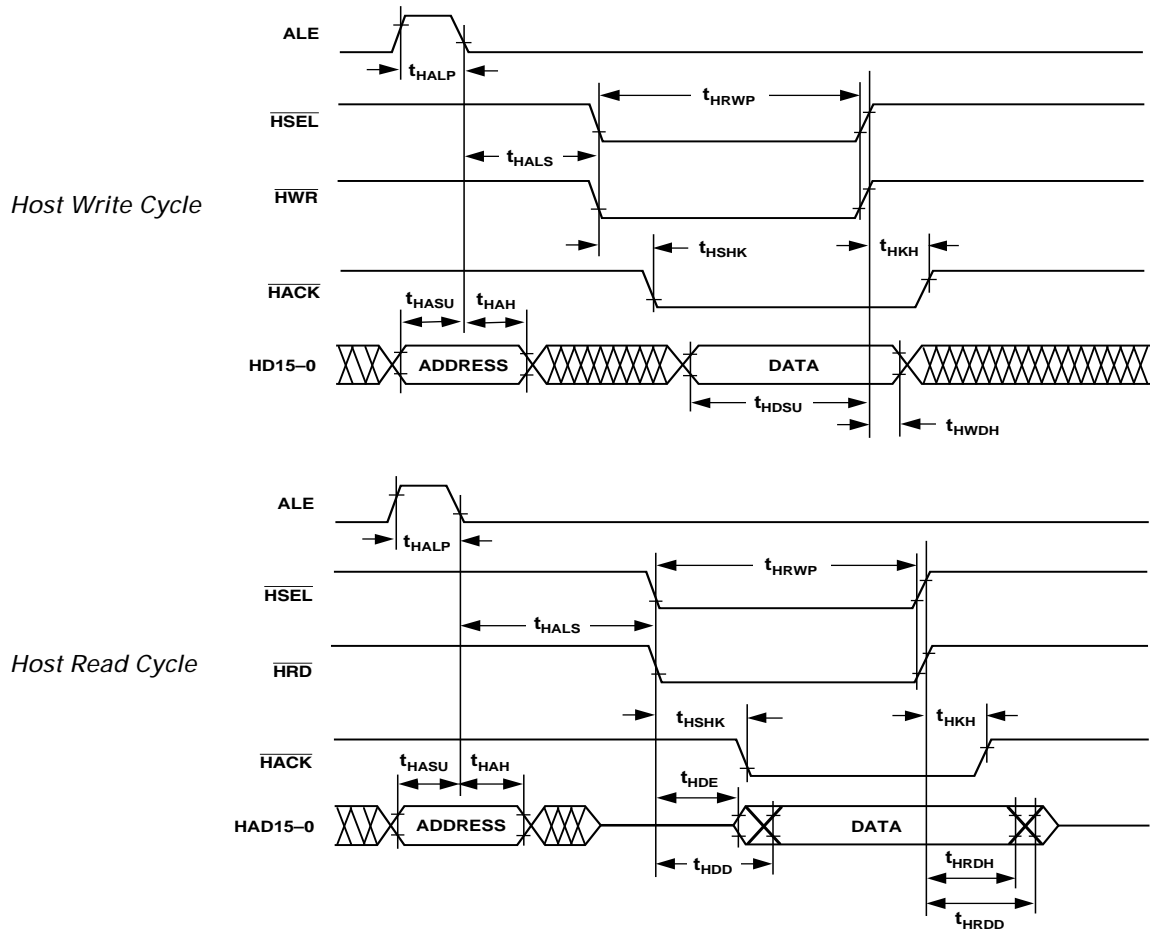 ALE
tHALP
tHRWP
HSEL
tHALS
Host Write Cycle
HWR
tHSHK
tHKH
HACK
tHASU
tHAH
HD15–0
ADDRESS
DATA
tHDSU
tHWDH
ALE
tHALP
tHRWP
HSEL
tHALS
Host Read Cycle
HRD
tHSHK
tHKH
HACK
tHASU
tHAH
tHDE
HAD15–0
ADDRESS
DATA
tHDD
tHRDH
tHRDD